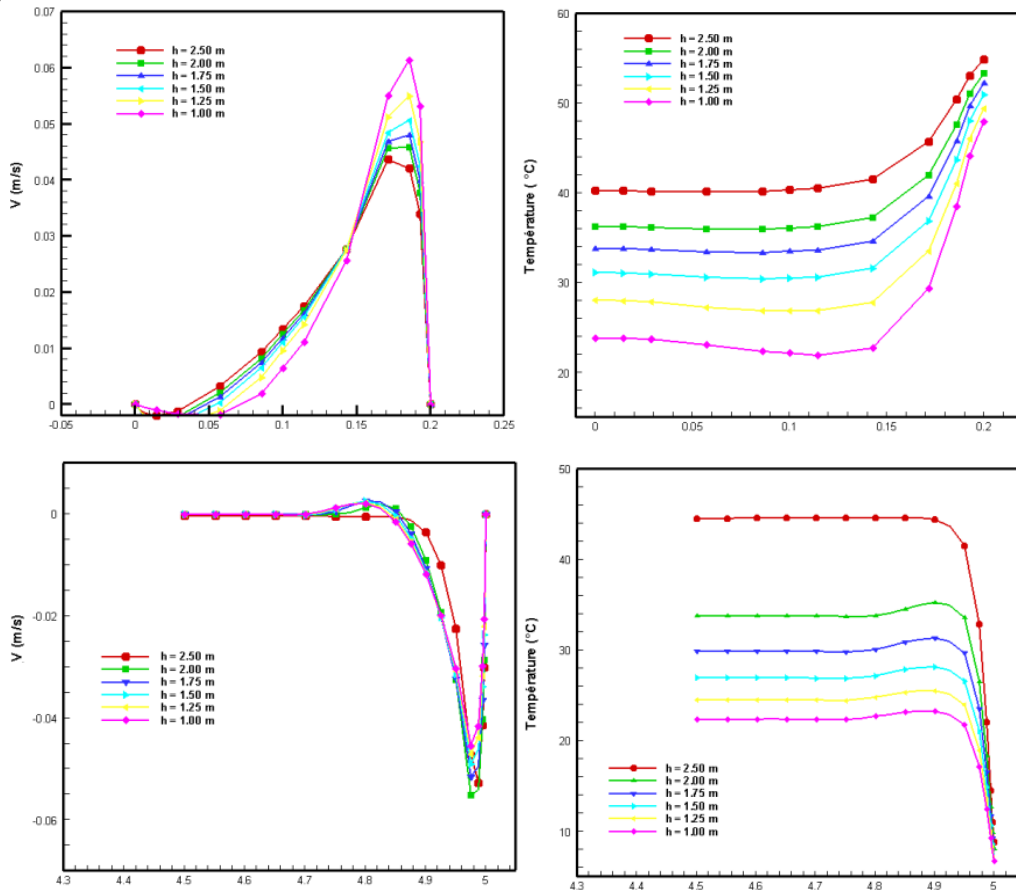 0.07
0.06
0.05
0.04
0.03
0.02
0.01
0
V (m/s)
h = 2.50 m
h = 2.00 m
h = 1.75 m
h = 1.50 m
h = 1.25 m
h = 1.00 m
-0.05 0 0.05 0.1 0.15 0.2 0.25
60
50
40
30
20
Température ( °C)
h = 2.50 m
h = 2.00 m
h = 1.75 m
h = 1.50 m
h = 1.25 m
h = 1.00 m
0 0.05 0.1 0.15 0.2
0
-0.02
-0.04
-0.06
V (m/s)
h = 2.50 m
h = 2.00 m
h = 1.75 m
h = 1.50 m
h = 1.25 m
h = 1.00 m
4.3 4.4 4.5 4.6 4.7 4.8 4.9 5
50
40
30
20
10
Température ( °C)
h = 2.50 m
h = 2.00 m
h = 1.75 m
h = 1.50 m
h = 1.25 m
h = 1.00 m
4.3 4.4 4.5 4.6 4.7 4.8 4.9 5